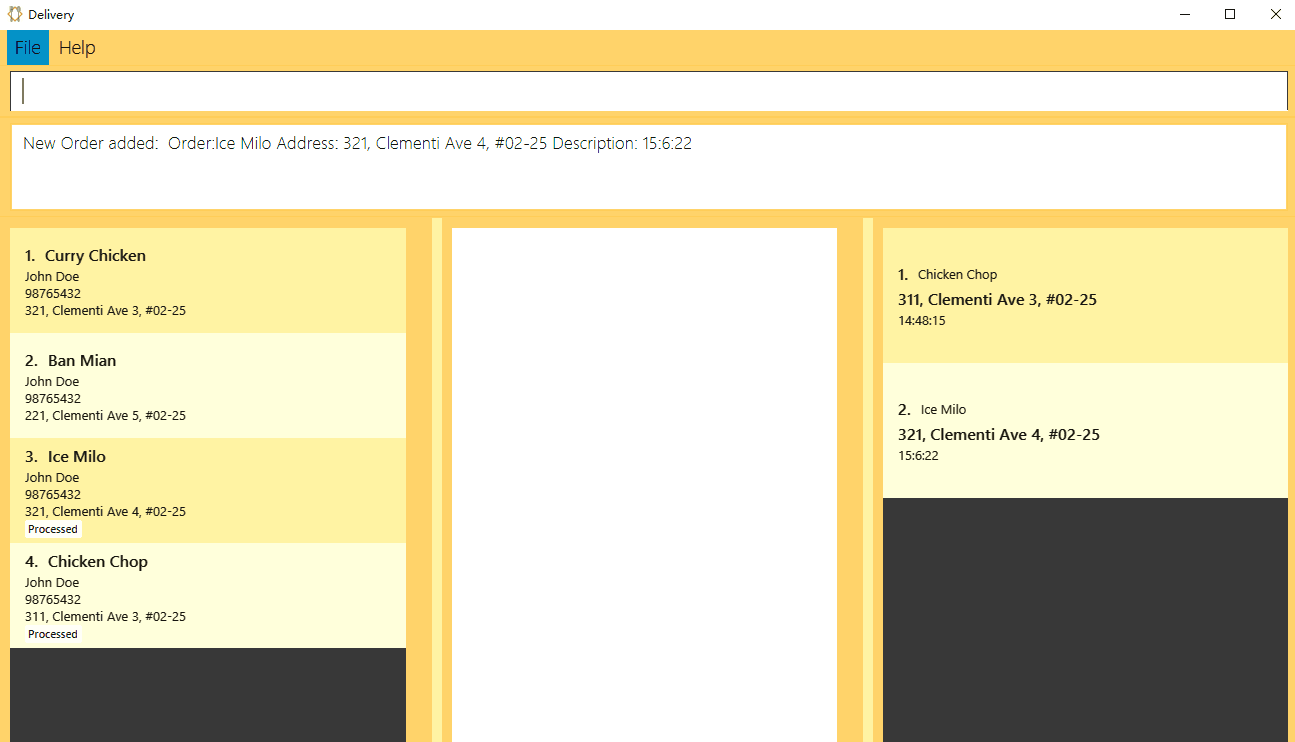 Delivery
File Help
New Order added:  Order:Ice Milo Address: 321, Clementi Ave 4, #02-25 Description: 15:6:22
1. Curry Chicken
John Doe
98765432
321, Clementi Ave 3, #02-25
2. Ban Mian
John Doe
98765432
221, Clementi Ave 5, #02-25
3. Ice Milo
John Doe
98765432
321, Clementi Ave 4, #02-25
Processed
4. Chicken Chop
John Doe
98765432
311, Clementi Ave 3, #02-25
Processed
1. Chicken Chop
311, Clementi Ave 3, #02-25
14:48:15
2. Ice Milo
321, Clementi Ave 4, #02-25
15:6:22